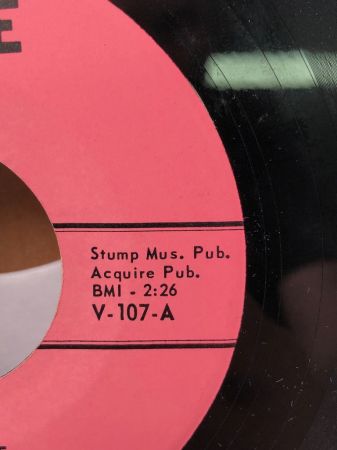 Stump Mus. Pub.
Acquire Pub.
BMI - 2:26
V-107-A